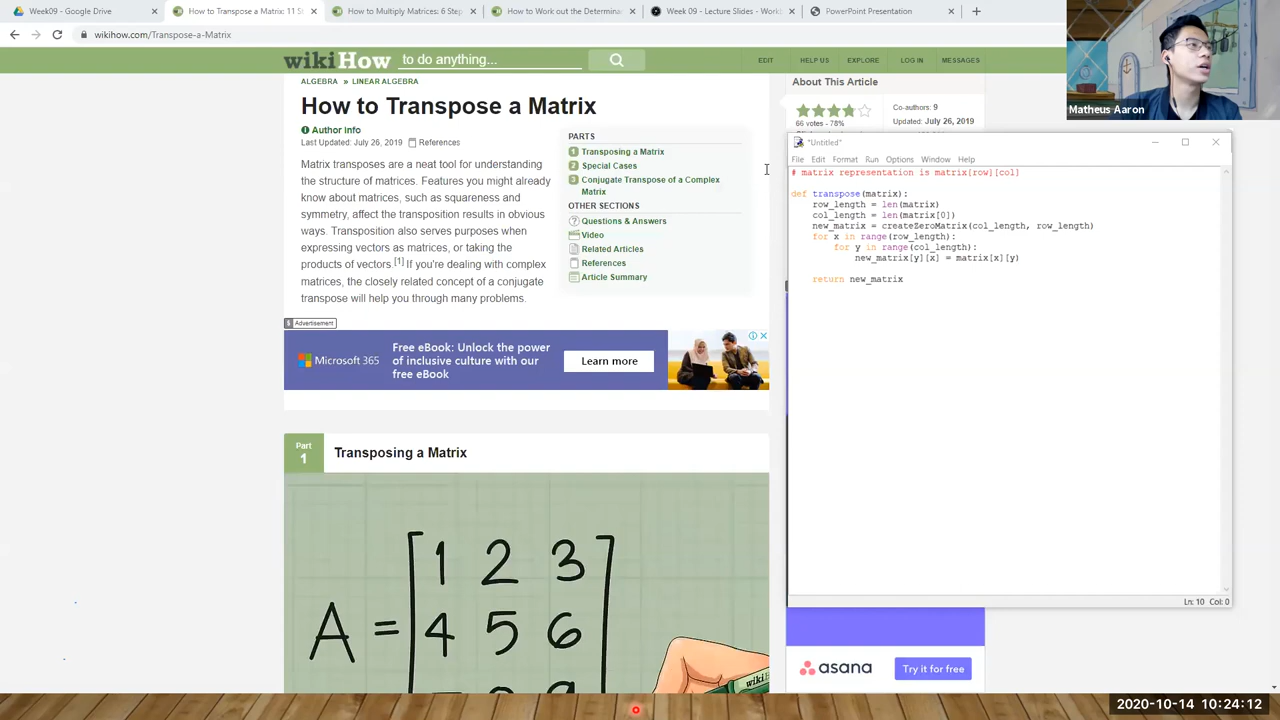 Week09 - Google Drive
How to Transpose a Matrix: 11 S
How to Multiply Matrices: 6 Step
How to Work out the Determina
Week 09 - Lecture Slides - Workb
PowerPoint Presentation
wikihow.com/Transpose-a-Matrix
wikiHow to do anything...
EDIT
HELP US
EXPLORE
LOG IN
MESSAGES
ALGEBRA » LINEAR ALGEBRA
How to Transpose a Matrix
Author info
Last Updated: July 26, 2019
References
Matrix transposes are a neat tool for understanding
the structure of matrices. Features you might already
know about matrices, such as squareness and
symmetry, affect the transposition results in obvious
ways. Transposition also serves purposes when
expressing vectors as matrices, or taking the
products of vectors.[1] If you're dealing with complex
matrices, the closely related concept of a conjugate
transpose will help you through many problems.
PARTS
1 Transposing a Matrix
2 Special Cases
3 Conjugate Transpose of a Complex
Matrix
OTHER SECTIONS
Questions & Answers
Video
Related Articles
References
Article Summary
About This Article
66 votes - 78%
Co-authors: 9
Updated: July 26, 2019
Matheus Aaron
*Untitled*
File Edit Format Run Options Window Help
# matrix representation is matrix[row][col]
def transpose(matrix):
row_length = len(matrix)
col_length = len(matrix[0])
new_matrix = createZeroMatrix(col_length, row_length)
for x in range(row_length):
for y in range(col_length):
new_matrix[y][x] = matrix[x][y]
return new_matrix
Ln: 10 Col: 0
$ Advertisement
Microsoft 365
Free eBook: Unlock the power
of inclusive culture with our
free eBook
Learn more
Part
1
Transposing a Matrix
1 2 3
A = 4 5 6
wiki
asana
Try it for free
2020-10-14 10:24:12